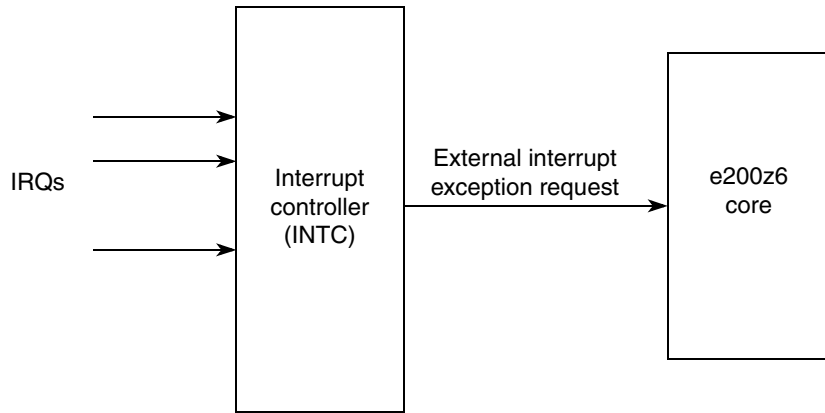 IRQs
Interrupt
controller
(INTC)
External interrupt
exception request
e200z6
core